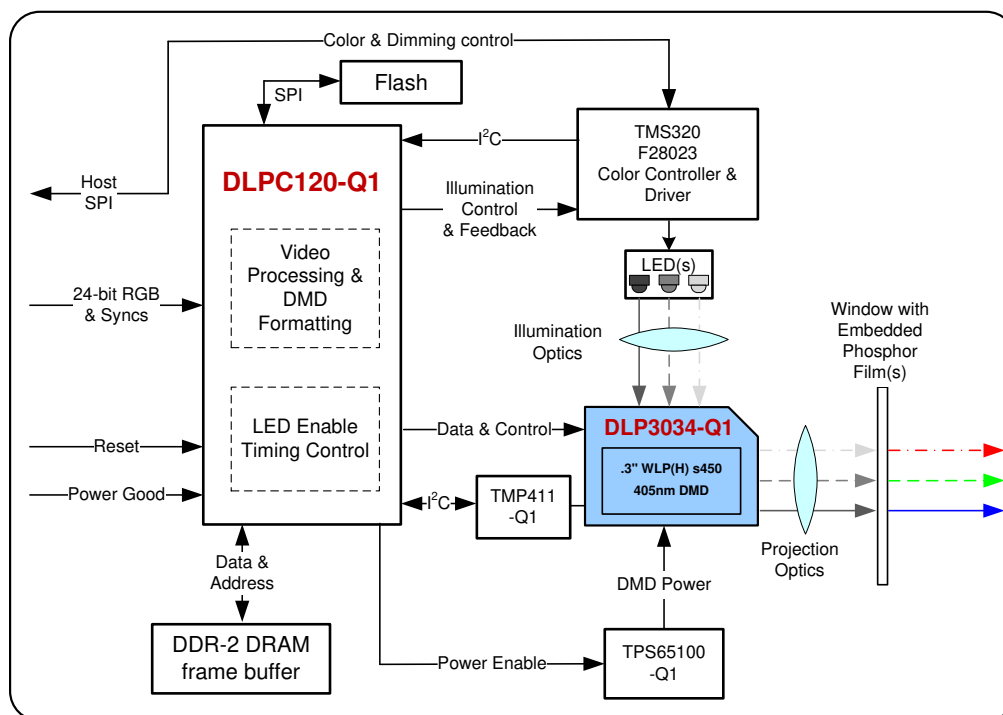 Color & Dimming control
Flash
SPI
TMS320
F28023
Color Controller &
Driver
I²C
DLPC120-Q1
Host
SPI
Illumination
Control
& Feedback
Video
Processing &
DMD
Formatting
LED(s)
24-bit RGB
& Syncs
Illumination
Optics
Window with
Embedded
Phosphor
Film(s)
LED Enable
Timing Control
Data & Control
DLP3034-Q1
.3" WLP(H) s450
405nm DMD
Reset
Power Good
I²C
TMP411
-Q1
Projection
Optics
Data &
Address
DMD Power
DDR-2 DRAM
frame buffer
Power Enable
TPS65100
-Q1